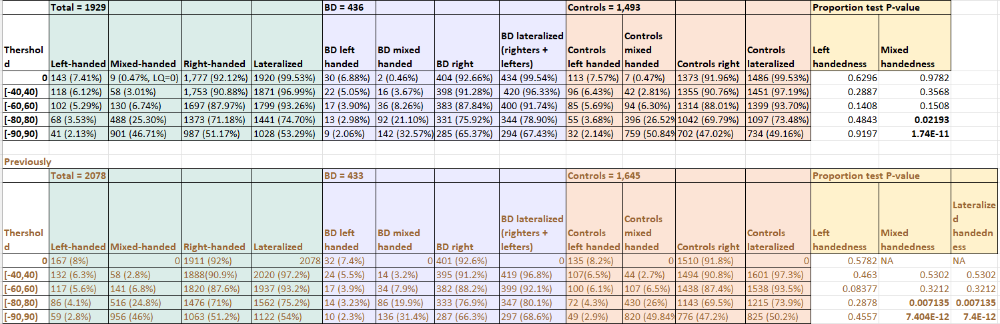 Total = 1929 BD = 436 Controls = 1,493 Proportion test P-value
Thershol d Left-handed Mixed-handed Right-handed Lateralized BD left handed BD mixed handed BD right BD lateralized (righters + lefters) Controls left handed Controls mixed handed Controls right Controls lateralized Left handedness Mixed handedness
0 143 (7.41%) 9 (0.47%, LQ=0) 1,777 (92.12%) 1920 (99.53%) 30 (6.88%) 2 (0.46%) 404 (92.66%) 434 (99.54%) 113 (7.57%) 7 (0.47%) 1373 (91.96%) 1486 (99.53%) 0.6296 0.9782
[-40,40) 118 (6.12%) 58 (3.01%) 1,753 (90.88%) 1871 (96.99%) 22 (5.05%) 16 (3.67%) 398 (91.28%) 420 (96.33%) 96 (6.43%) 42 (2.81%) 1355 (90.76%) 1451 (97.19%) 0.2887 0.3568
[-60,60) 102 (5.29%) 130 (6.74%) 1697 (87.97%) 1799 (93.26%) 17 (3.90%) 36 (8.26%) 383 (87.84%) 400 (91.74%) 85 (5.69%) 94 (6.30%) 1314 (88.01%) 1399 (93.70%) 0.1408 0.1508
[-80,80) 68 (3.53%) 488 (25.30%) 1373 (71.18%) 1441 (74.70%) 13 (2.98%) 92 (21.10%) 331 (75.92%) 344 (78.90%) 55 (3.68%) 396 (26.52% 1042 (69.79%) 1097 (73.48%) 0.4843 0.02193
[-90,90) 41 (2.13%) 901 (46.71%) 987 (51.17%) 1028 (53.29%) 9 (2.06%) 142 (32.57%) 285 (65.37%) 294 (67.43%) 32 (2.14%) 759 (50.84% 702 (47.02%) 734 (49.16%) 0.9197 1.74E-11
Previously
Total = 2078 BD = 433 Controls = 1,645 Proportion test P-value
Thershol d Left-handed Mixed-handed Right-handed Lateralized BD left handed BD mixed handed BD right BD lateralized (righters + lefters) Controls left handed Controls mixed handed Controls right Controls lateralized Left handedness Mixed handedness Lateralize d handedn ess
0 167 (8%) 0 1911 (92%) 2078 32 (7.4%) 0 401 (92.6%) 0 135 (8.2%) 0 1510 (91.8%) 0.5782 NA NA
[-40,40) 132 (6.3%) 58 (2.8%) 1888(90.9%) 2020 (97.2%) 24 (5.5%) 14 (3.2%) 395 (91.2%) 419 (96.8%) 107(6.5%) 44 (2.7%) 1494 (90.8%) 1601 (97.3%) 0.463 0.5302 0.5302
[-60,60) 117 (5.6%) 141 (6.8%) 1820 (87.6%) 1937 (93.2%) 17 (3.9%) 34 (7.9%) 382 (88.2%) 399 (92.1%) 100 (6.1%) 107 (6.5%) 1438 (87.4%) 1538 (93.5%) 0.08377 0.3212 0.3212
[-80,80) 86 (4.1%) 516 (24.8%) 1476 (71%) 1562 (75.2%) 14 (3.23%) 86 (19.9%) 333 (76.9%) 347 (80.1%) 72 (4.3%) 430 (26%) 1143 (69.5%) 1215 (73.9%) 0.2878 0.007135 0.007135
[-90,90) 59 (2.8%) 956 (46%) 1063 (51.2%) 1122 (54%) 10 (2.3%) 136 (31.4%) 287 (66.3%) 297 (68.6%) 49 (2.9%) 820 (49.84% 776 (47.2%) 825 (50.2%) 0.4557 7.404E-12 7.4E-12